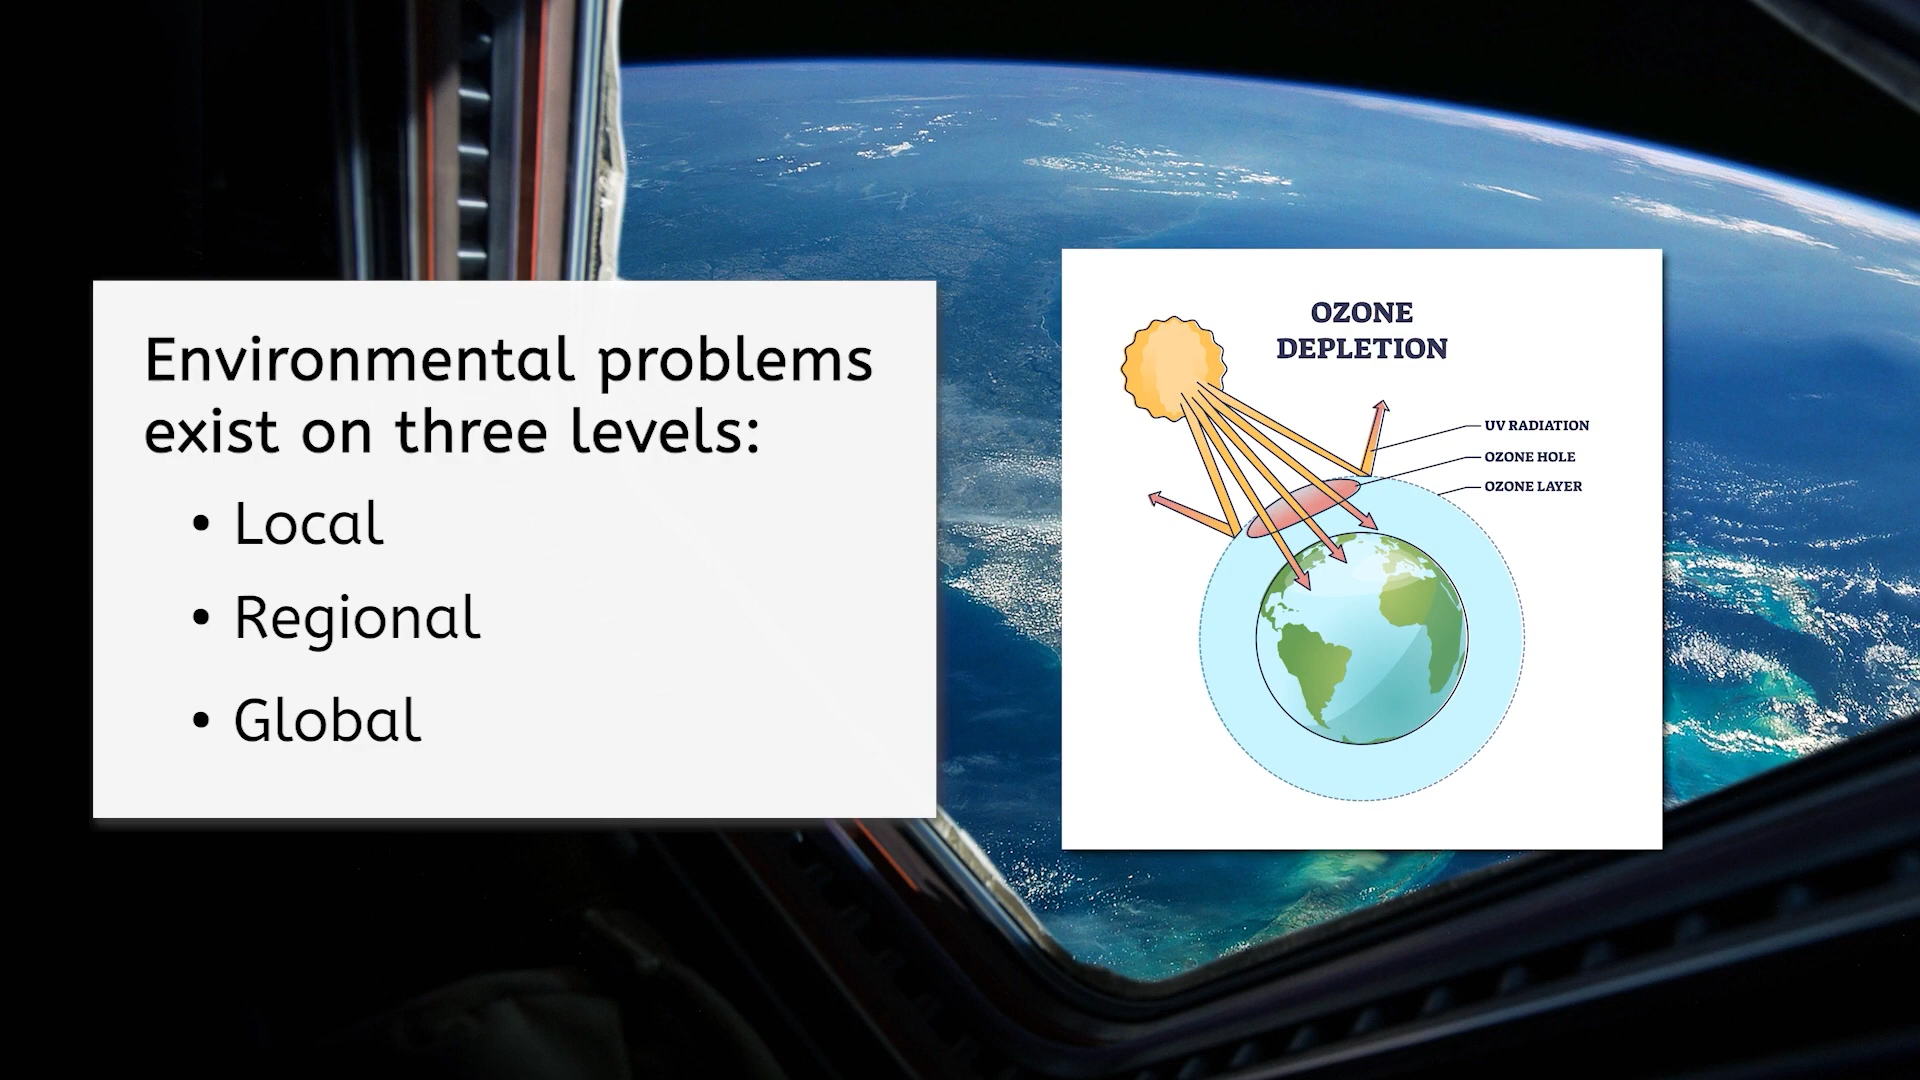 Environmental problems
exist on three levels:
• Local
• Regional
• Global
OZONE
DEPLETION
UV RADIATION
OZONE HOLE
OZONE LAYER